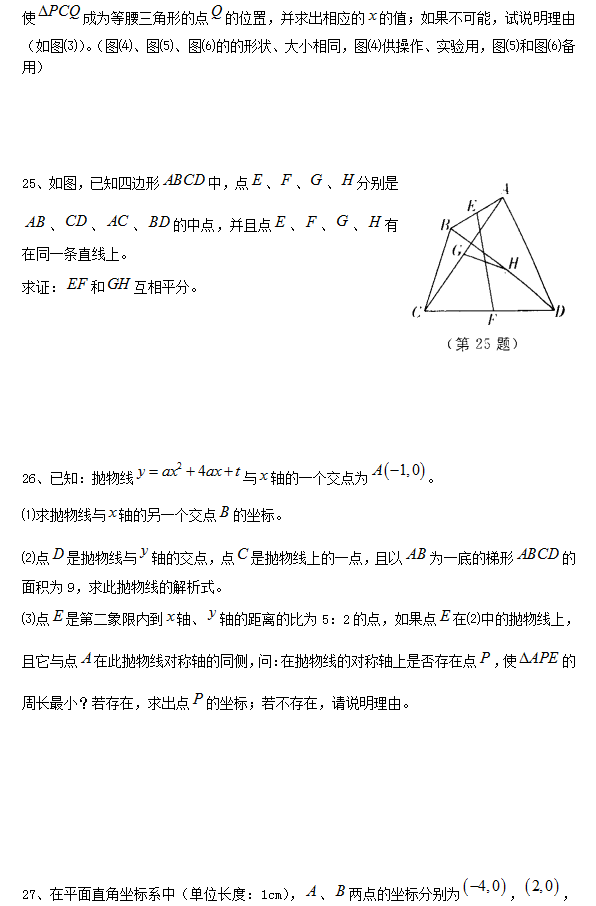 使ΔPCQ成为等腰三角形的点Q的位置，并求出相应的x的值；如果不可能，试说明理由
（如图⑶）。（图⑷、图⑸、图⑹的的形状、大小相同，图⑷供操作、实验用，图⑸和图⑹备
用）
25、如图，已知四边形ABCD中，点E、F、G、H分别是
AB、CD、AC、BD的中点，并且点E、F、G、H有
在同一条直线上。
求证：EF和GH互相平分。
A
E
B
G
H
C
F
D
（第 25 题）
26、已知：抛物线y=ax²+4ax+t与x轴的一个交点为A(−1,0)。
⑴求抛物线与x轴的另一个交点B的坐标。
⑵点D是抛物线与y轴的交点，点C是抛物线上的一点，且以AB为一底的梯形ABCD的
面积为9，求此抛物线的解析式。
⑶点E是第二象限内到x轴、y轴的距离的比为5：2的点，如果点E在⑵中的抛物线上，
且它与点A在此抛物线对称轴的同侧，问：在抛物线的对称轴上是否存在点P，使ΔAPE的
周长最小？若存在，求出点P的坐标；若不存在，请说明理由。
27、在平面直角坐标系中（单位长度：1cm），A、B两点的坐标分别为(−4,0)，(2,0)，